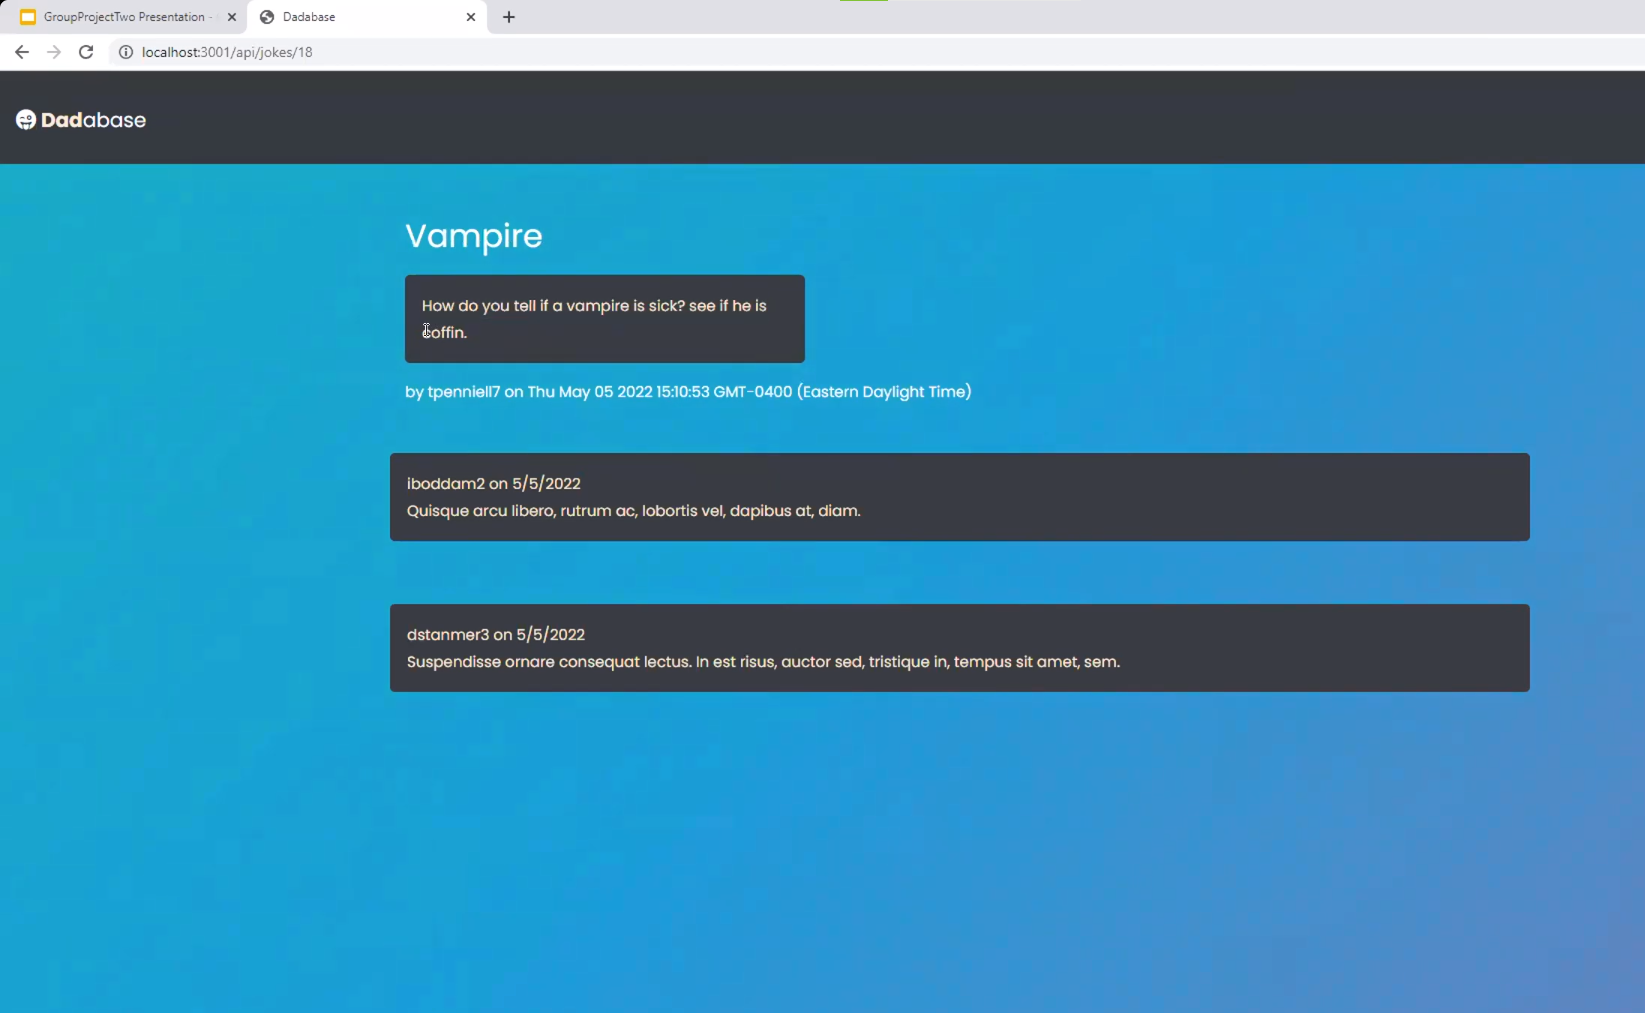 GroupProjectTwo Presentation -
Dadabase
localhost:3001/api/jokes/18
Dadabase
Vampire
How do you tell if a vampire is sick? see if he is
coffin.
by tpenniell7 on Thu May 05 2022 15:10:53 GMT-0400 (Eastern Daylight Time)
iboddam2 on 5/5/2022
Quisque arcu libero, rutrum ac, lobortis vel, dapibus at, diam.
dstanmer3 on 5/5/2022
Suspendisse ornare consequat lectus. In est risus, auctor sed, tristique in, tempus sit amet, sem.